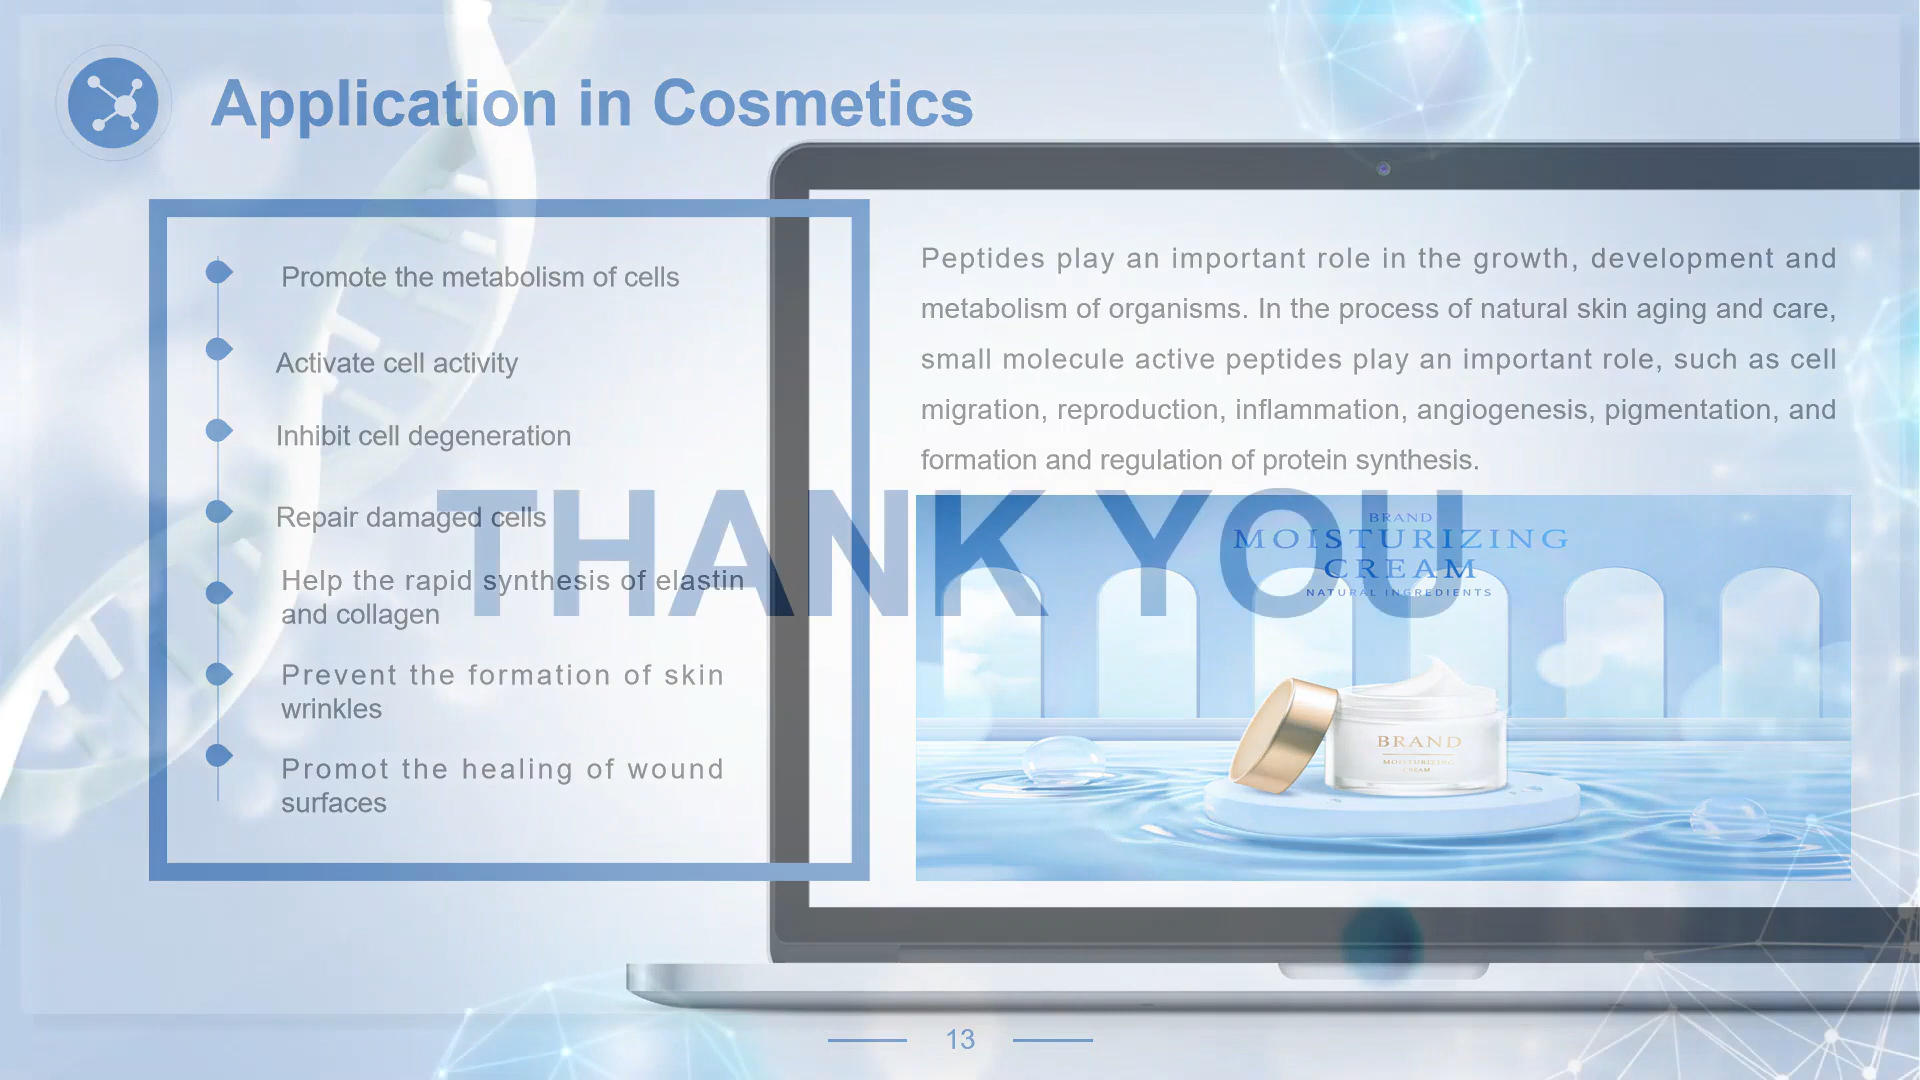 Application in Cosmetics
Promote the metabolism of cells
Activate cell activity
Inhibit cell degeneration
Repair damaged cells
Help the rapid synthesis of elastin
and collagen
Prevent the formation of skin
wrinkles
Promot the healing of wound
surfaces
Peptides play an important role in the growth, development and
metabolism of organisms. In the process of natural skin aging and care,
small molecule active peptides play an important role, such as cell
migration, reproduction, inflammation, angiogenesis, pigmentation, and
formation and regulation of protein synthesis.
THANK YOU
BRAND
MOISTURIZING
CREAM
NATURAL INGREDIENTS
BRAND
MOISTURIZING
CREAM
13